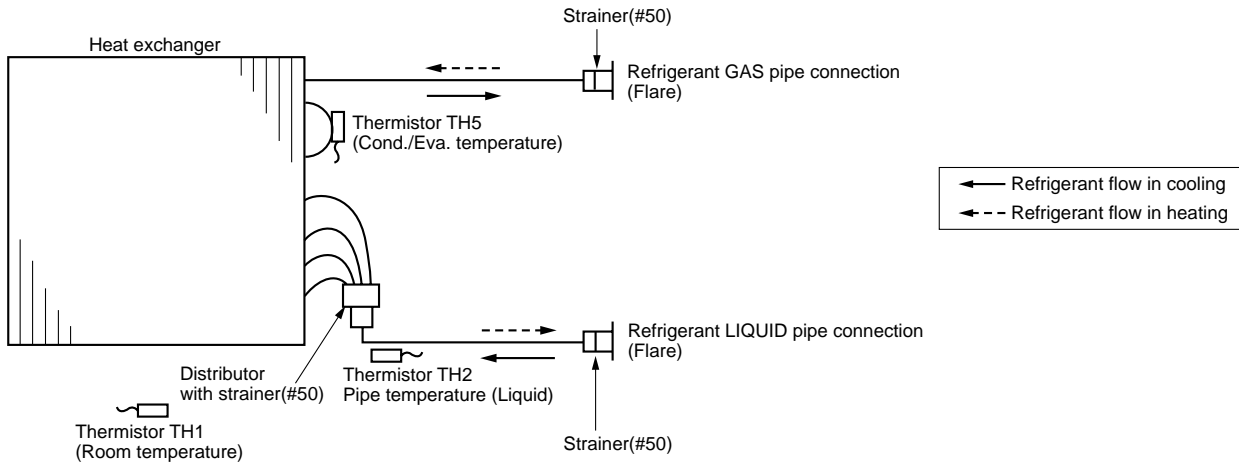 Strainer(#50)
Heat exchanger
Refrigerant GAS pipe connection
(Flare)
Thermistor TH5
(Cond./Eva. temperature)
Refrigerant flow in cooling
Refrigerant flow in heating
Refrigerant LIQUID pipe connection
(Flare)
Distributor
with strainer(#50)
Thermistor TH2
Pipe temperature (Liquid)
Thermistor TH1
(Room temperature)
Strainer(#50)